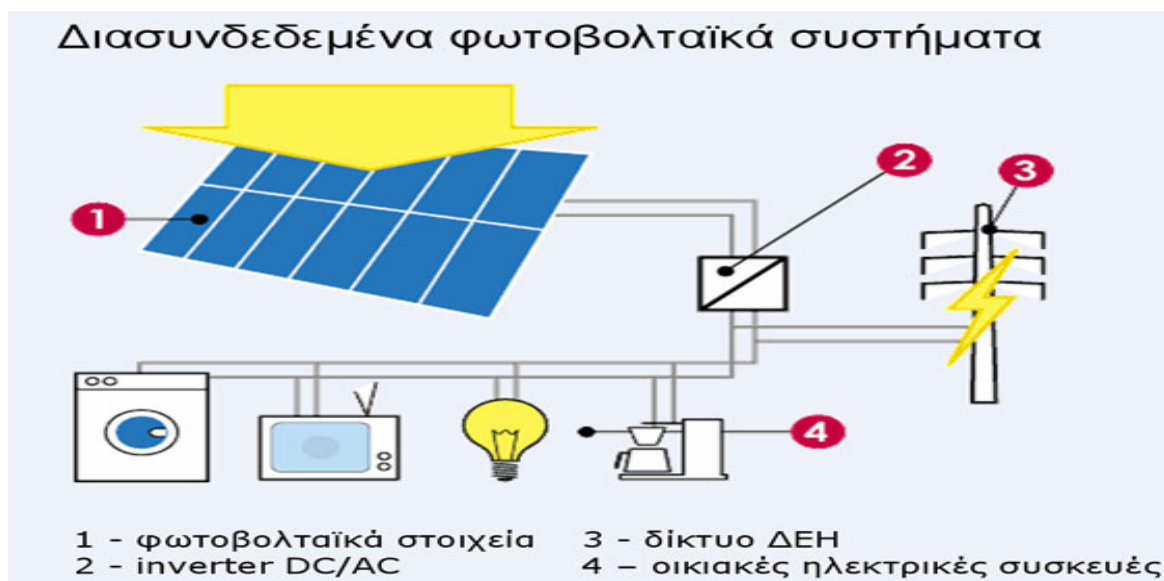 Διασυνδεδεμένα φωτοβολταϊκά συστήματα
2
3
1
4
1 - φωτοβολταϊκά στοιχεία
2 - inverter DC/AC
3 - δίκτυο ΔΕΗ
4 – οικιακές ηλεκτρικές συσκευές